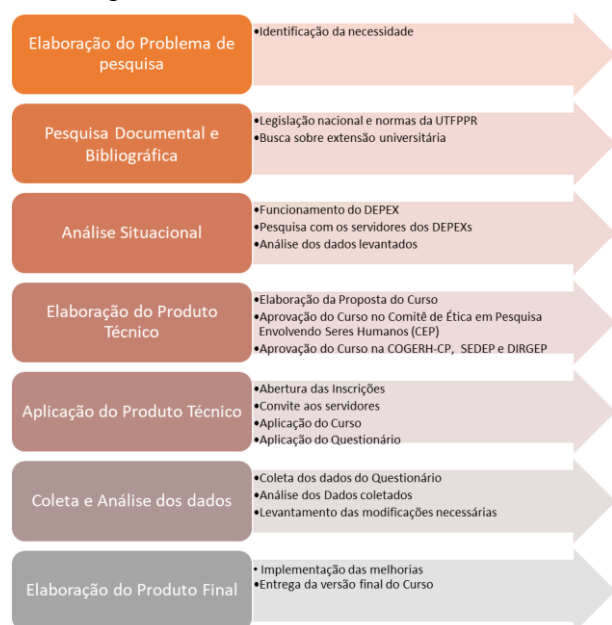 Elaboração do Problema de
pesquisa
•Identificação da necessidade
Pesquisa Documental e
Bibliográfica
•Legislação nacional e normas da UTFPPR
•Busca sobre extensão universitária
Análise Situacional
•Funcionamento do DEPEX
•Pesquisa com os servidores dos DEPEXs
•Análise dos dados levantados
Elaboração do Produto
Técnico
•Elaboração da Proposta do Curso
•Aprovação do Curso no Comitê de Ética em Pesquisa
Envolvendo Seres Humanos (CEP)
•Aprovação do Curso na COGERH-CP, SEDEP e DIRGEP
Aplicação do Produto Técnico
•Abertura das Inscrições
•Convite aos servidores
•Aplicação do Curso
•Aplicação do Questionário
Coleta e Análise dos dados
•Coleta dos dados do Questionário
•Análise dos Dados coletados
•Levantamento das modificações necessárias
Elaboração do Produto Final
• Implementação das melhorias
•Entrega da versão final do Curso